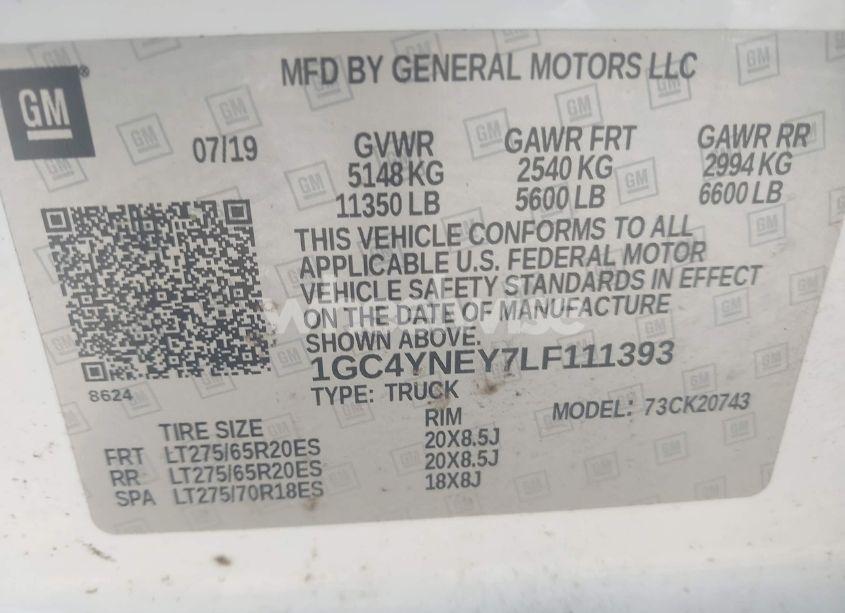 GM
MFD BY GENERAL MOTORS LLC
07/19
GVWR
5148 KG
11350 LB
GAWR FRT
2540 KG
5600 LB
GAWR RR
2994 KG
6600 LB
THIS VEHICLE CONFORMS TO ALL
APPLICABLE U.S. FEDERAL MOTOR
VEHICLE SAFETY STANDARDS IN EFFECT
ON THE DATE OF MANUFACTURE
SHOWN ABOVE.
1GC4YNEY7LF111393
8624
TYPE: TRUCK
MODEL: 73CK20743
TIRE SIZE RIM
FRT LT275/65R20ES 20X8.5J
RR LT275/65R20ES 20X8.5J
SPA LT275/70R18ES 18X8J